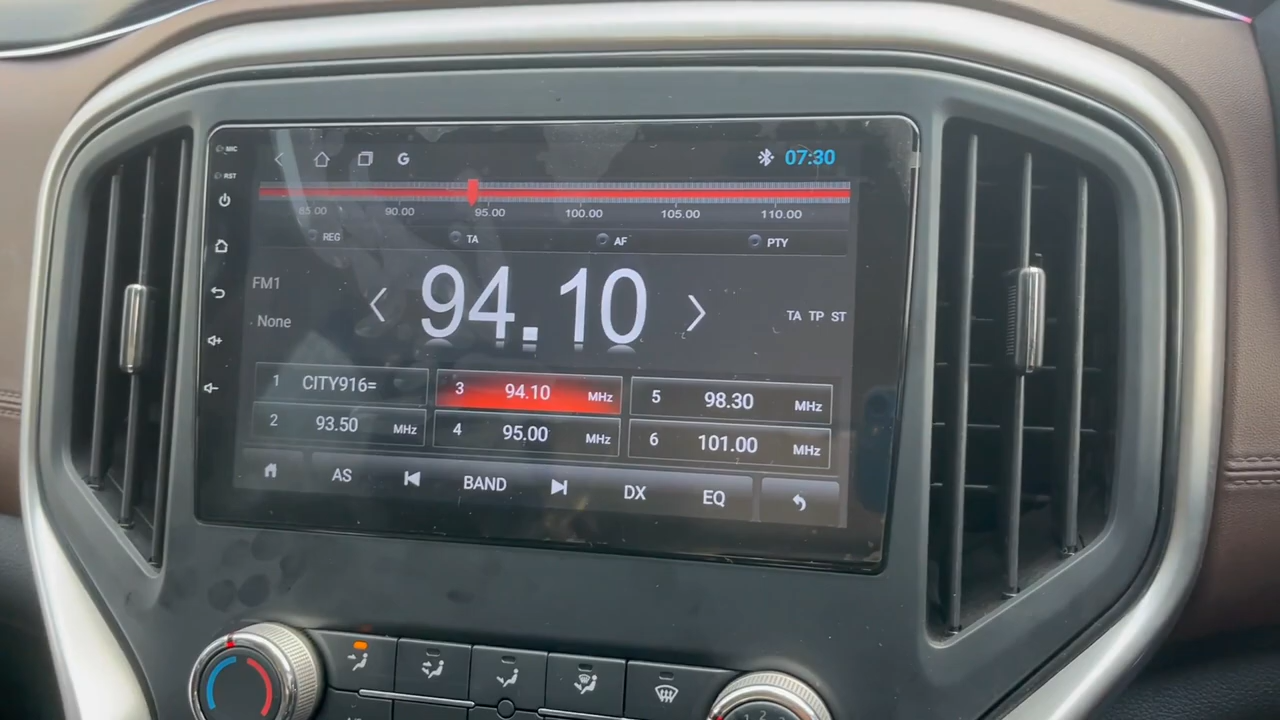 MIC
RST
G
07:30
85.00 90.00 95.00 100.00 105.00 110.00
REG TA AF PTY
FM1
94.10
None
TA TP ST
1 CITY916=
3 94.10 MHz
5 98.30 MHz
2 93.50 MHz
4 95.00 MHz
6 101.00 MHz
AS BAND DX EQ
1 2